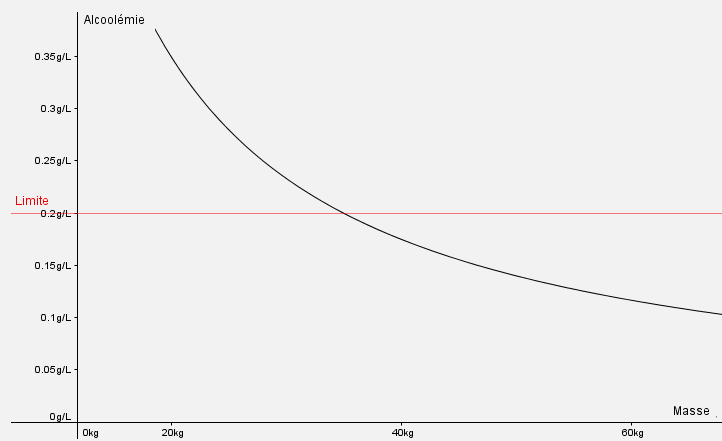 Alcoolémie
0.35g/L
0.3g/L
0.25g/L
Limite
0.2g/L
0.15g/L
0.1g/L
0.05g/L
0g/L
Masse
0kg 20kg 40kg 60kg